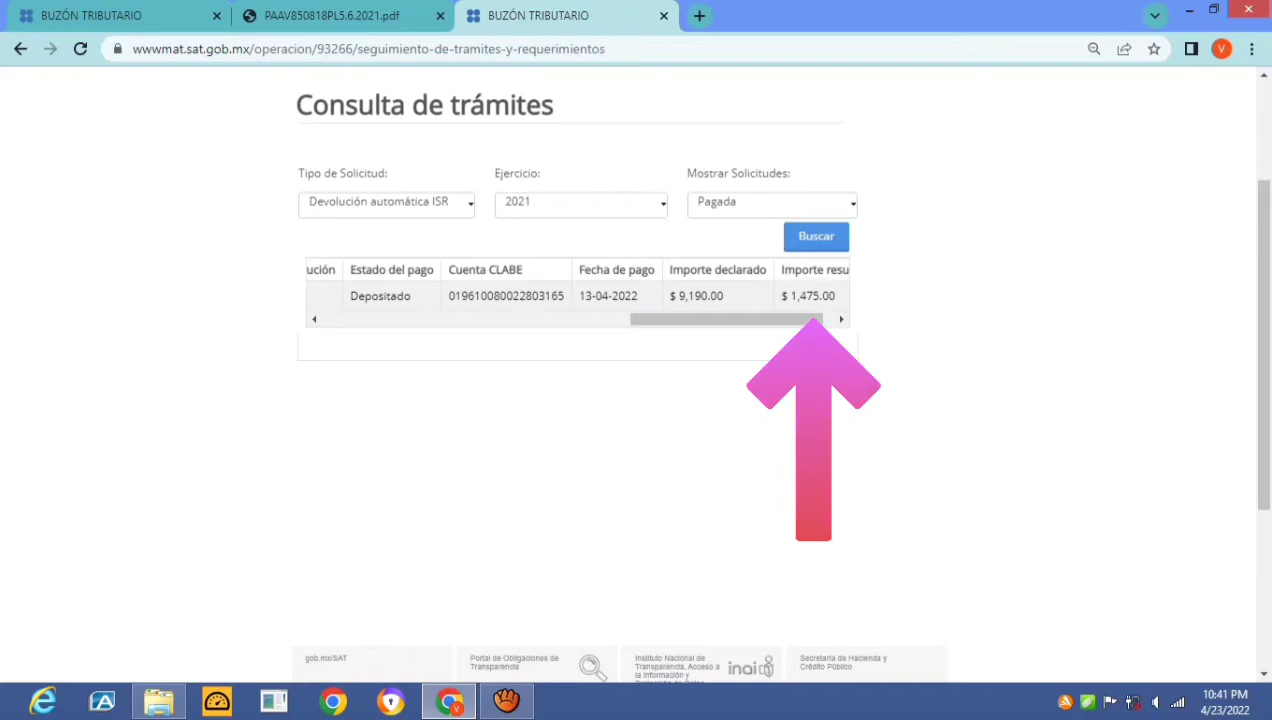 BUZÓN TRIBUTARIO
PAAV850818PL5.6.2021.pdf
BUZÓN TRIBUTARIO
wwwmat.sat.gob.mx/operacion/93266/seguimiento-de-tramites-y-requerimientos
V
Consulta de trámites
Tipo de Solicitud: Ejercicio: Mostrar Solicitudes:
Devolución automática ISR 2021 Pagada
Buscar
ución Estado del pago Cuenta CLABE Fecha de pago Importe declarado Importe resu
Depositado 019610080022803165 13-04-2022 $ 9,190.00 $ 1,475.00
gob.mx/SAT
Portal de Obligaciones de
Transparencia
Instituto Nacional de
Transparencia, Acceso a
la Información y
inai
Secretaría de Hacienda y
Crédito Público
10:41 PM
4/23/2022